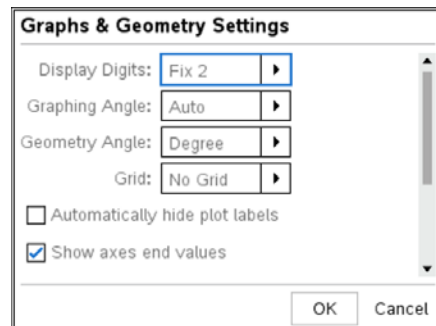 Graphs & Geometry Settings
Display Digits: Fix 2
Graphing Angle: Auto
Geometry Angle: Degree
Grid: No Grid
Automatically hide plot labels
Show axes end values
OK Cancel